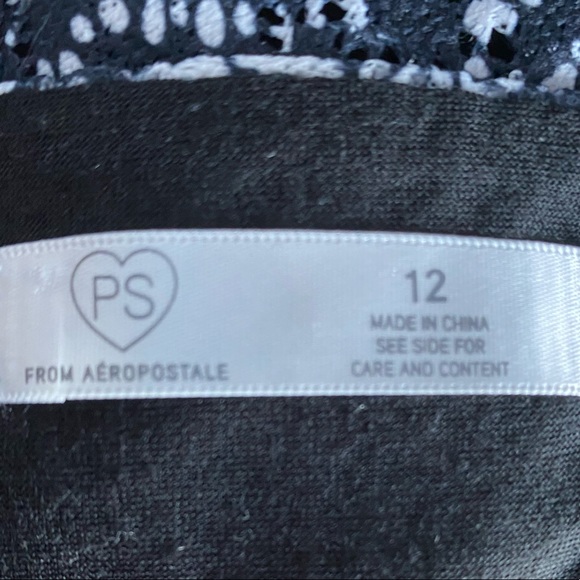 PS
FROM AÉROPOSTALE
12
MADE IN CHINA
SEE SIDE FOR
CARE AND CONTENT